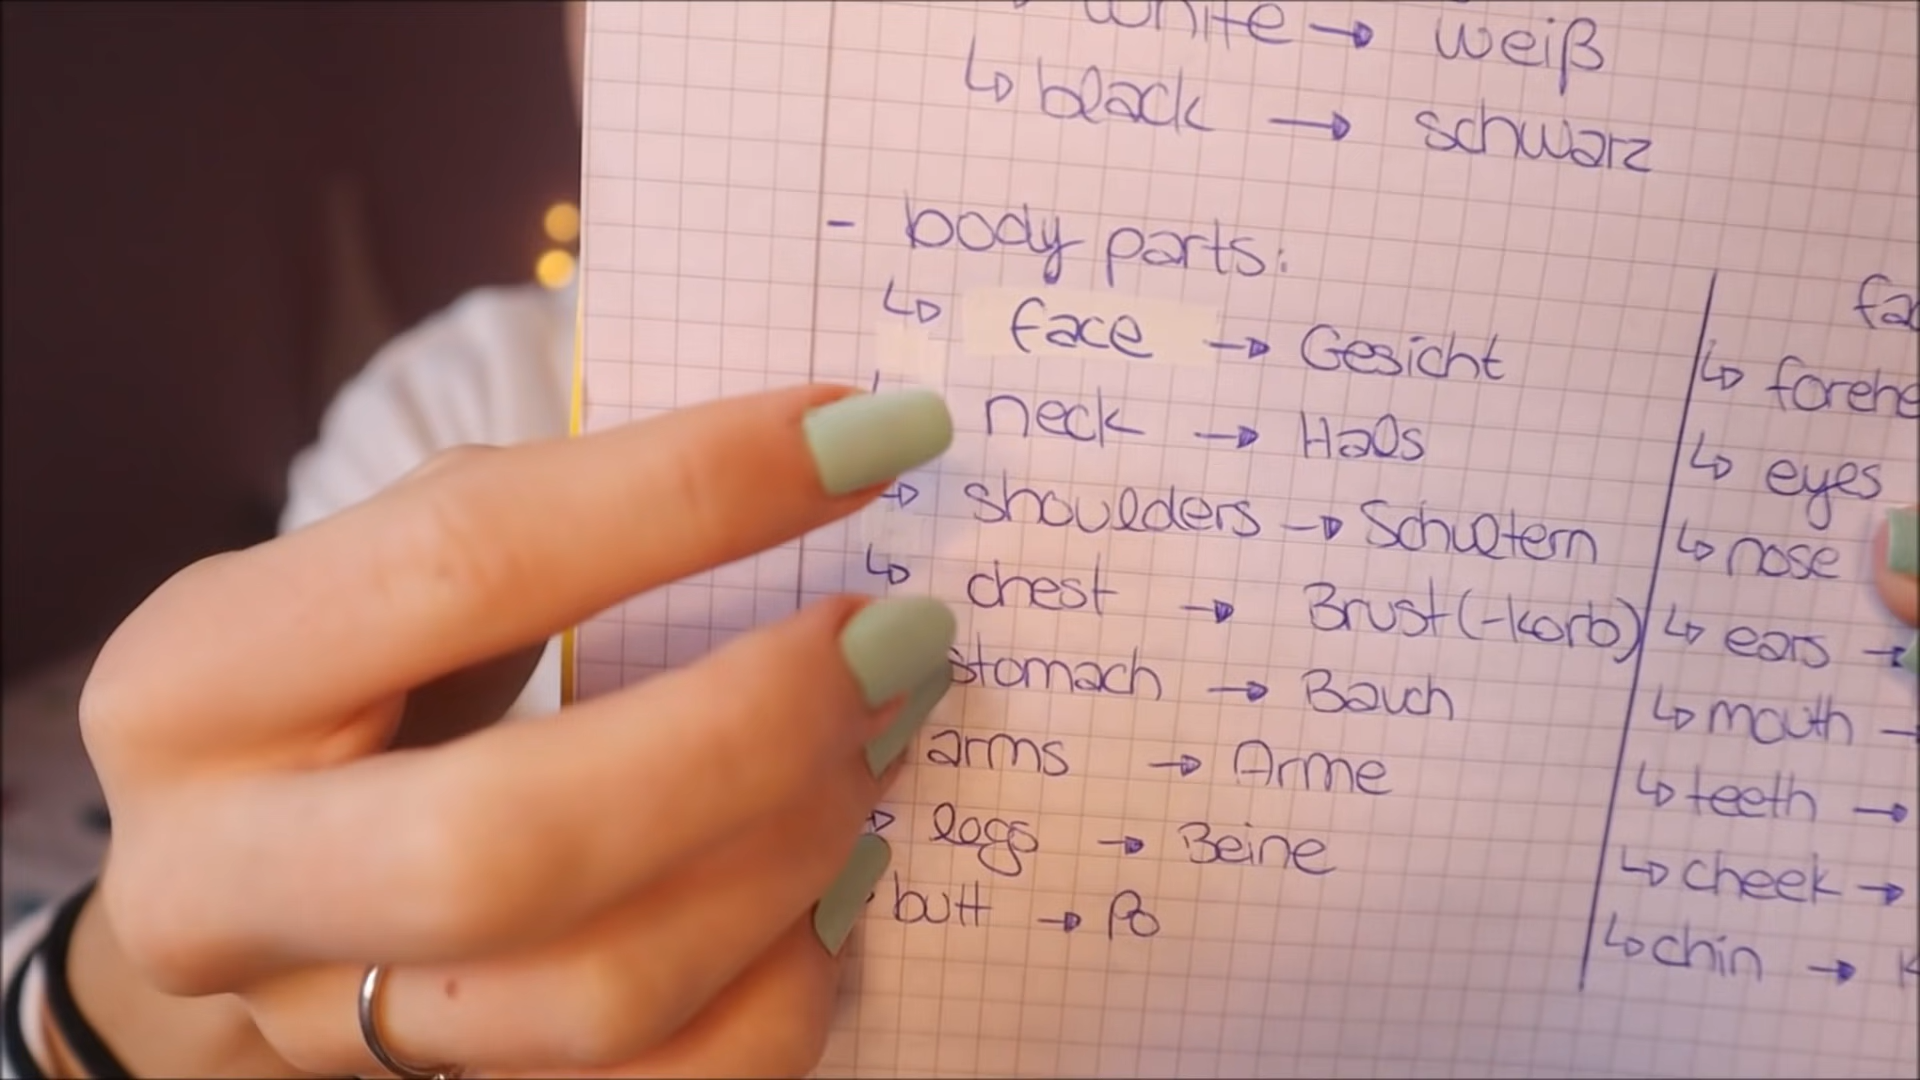 white → weiß
↳ black → schwarz
- body parts:
↳ face → Gesicht
neck → Hals
↳ shoulders → Schultern
↳ chest → Brust(-korb)
stomach → Bauch
arms → Arme
↳ legs → Beine
butt → Po
↳ eyes
↳ nose
↳ ears →
↳ mouth →
↳ teeth →
↳ cheek →
↳ chin →